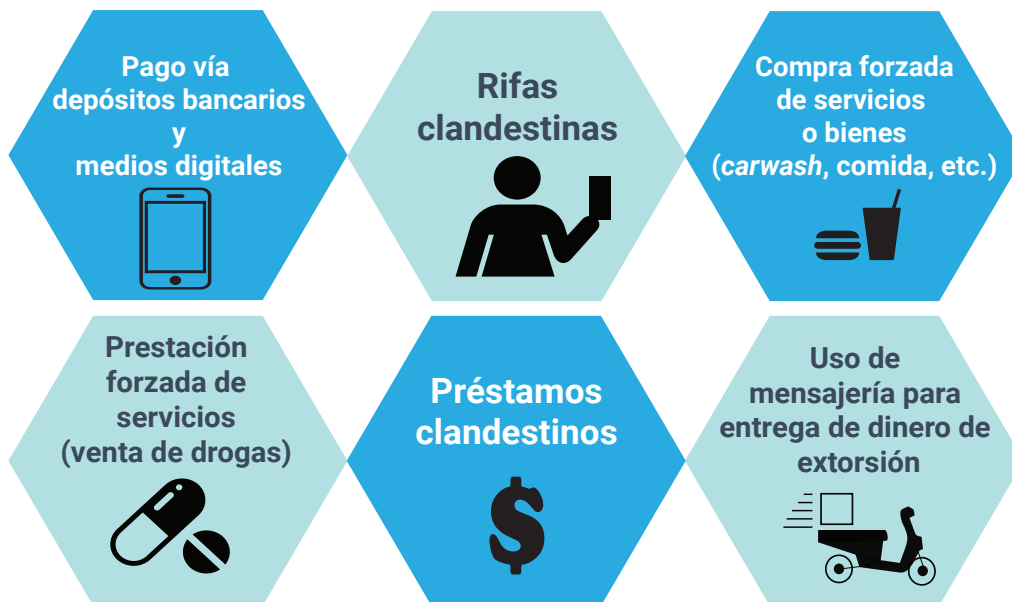 Pago vía
depósitos bancarios
y
medios digitales
Rifas
clandestinas
Compra forzada
de servicios
o bienes
(carwash, comida, etc.)
Prestación
forzada de
servicios
(venta de drogas)
Préstamos
clandestinos
$
Uso de
mensajería para
entrega de dinero de
extorsión